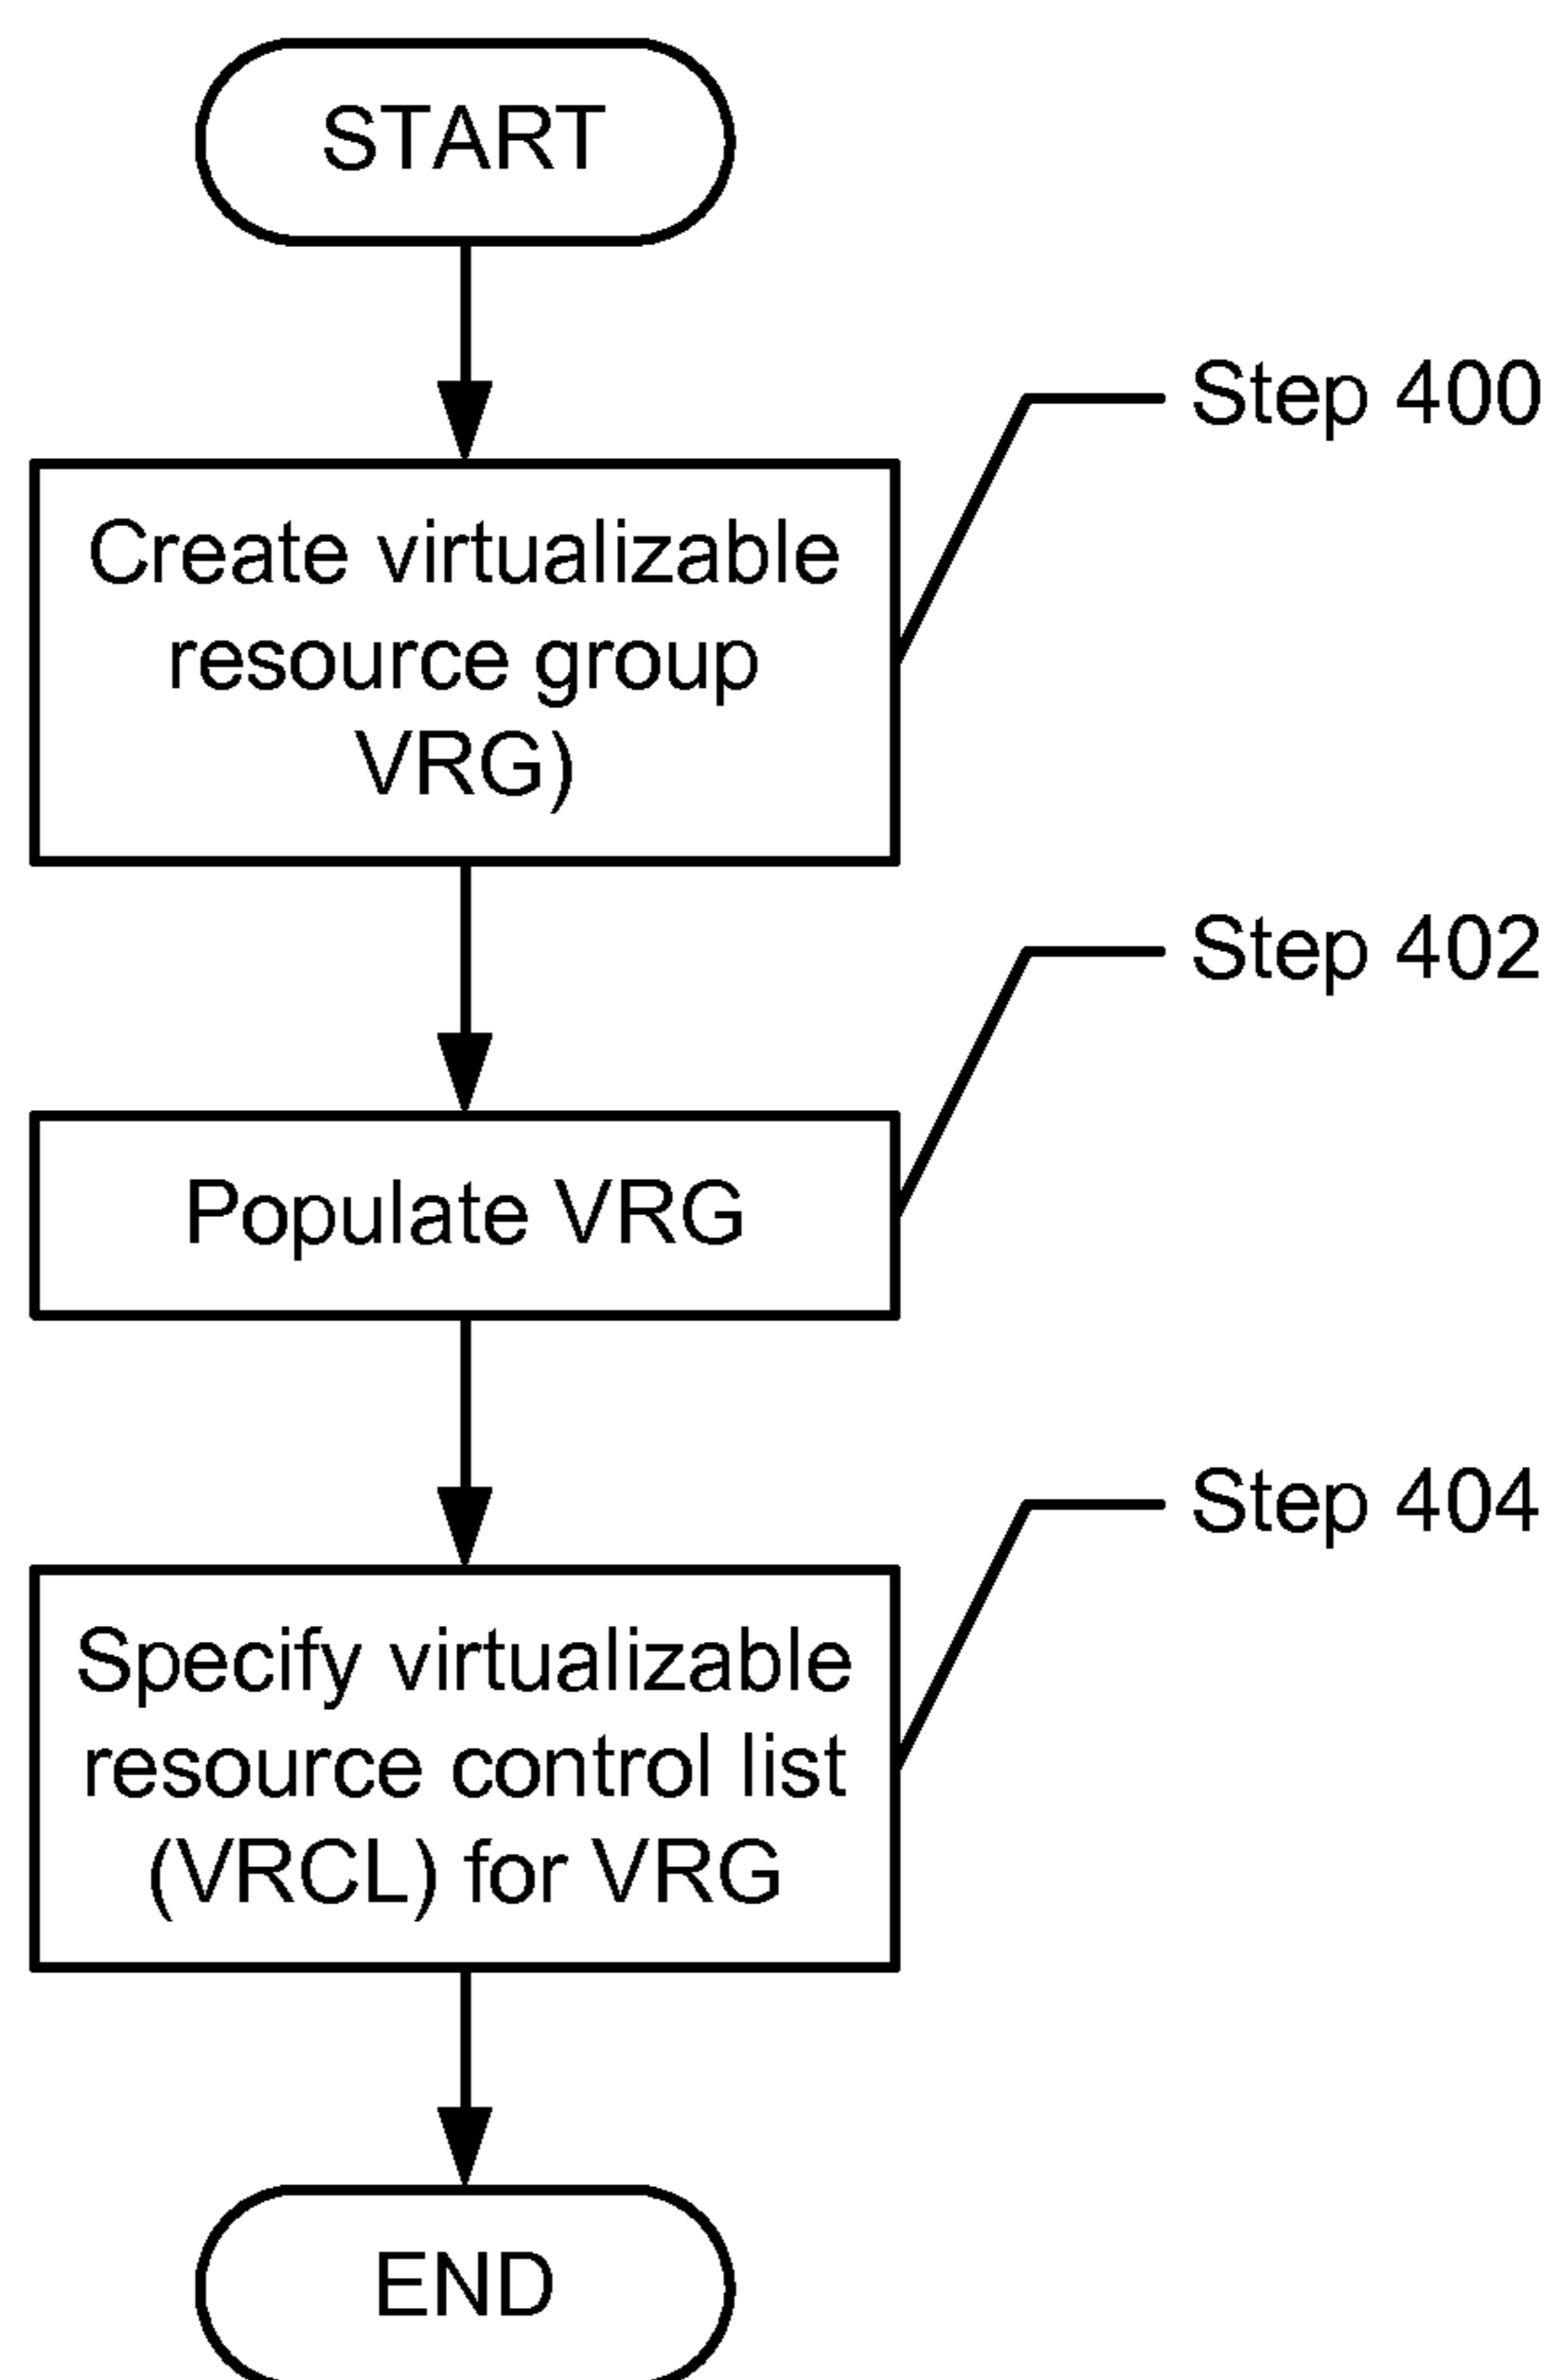 START
Step 400
Create virtualizable
resource group
VRG)
Step 402
Populate VRG
Step 404
Specify virtualizable
resource control list
(VRCL) for VRG
END